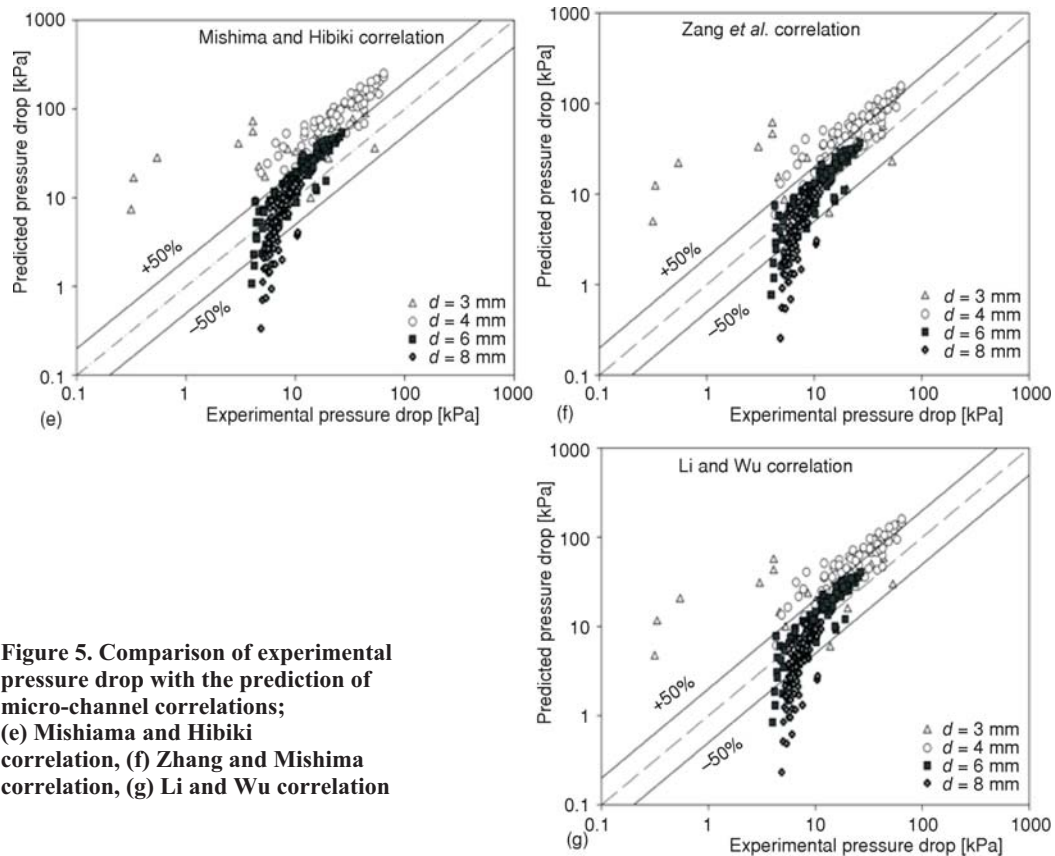 1000
100
10
1
0.1
Predicted pressure drop [kPa]
Mishima and Hibiki correlation
+50%
–50%
d = 3 mm
d = 4 mm
d = 6 mm
d = 8 mm
0.1 1 10 100 1000
(e) Experimental pressure drop [kPa]
1000
100
10
1
0.1
Predicted pressure drop [kPa]
Zang et al. correlation
+50%
–50%
d = 3 mm
d = 4 mm
d = 6 mm
d = 8 mm
0.1 1 10 100 1000
(f) Experimental pressure drop [kPa]
1000
100
10
1
0.1
Predicted pressure drop [kPa]
Li and Wu correlation
+50%
–50%
d = 3 mm
d = 4 mm
d = 6 mm
d = 8 mm
0.1 1 10 100 1000
(g) Experimental pressure drop [kPa]
Figure 5. Comparison of experimental
pressure drop with the prediction of
micro-channel correlations;
(e) Mishiama and Hibiki
correlation, (f) Zhang and Mishima
correlation, (g) Li and Wu correlation